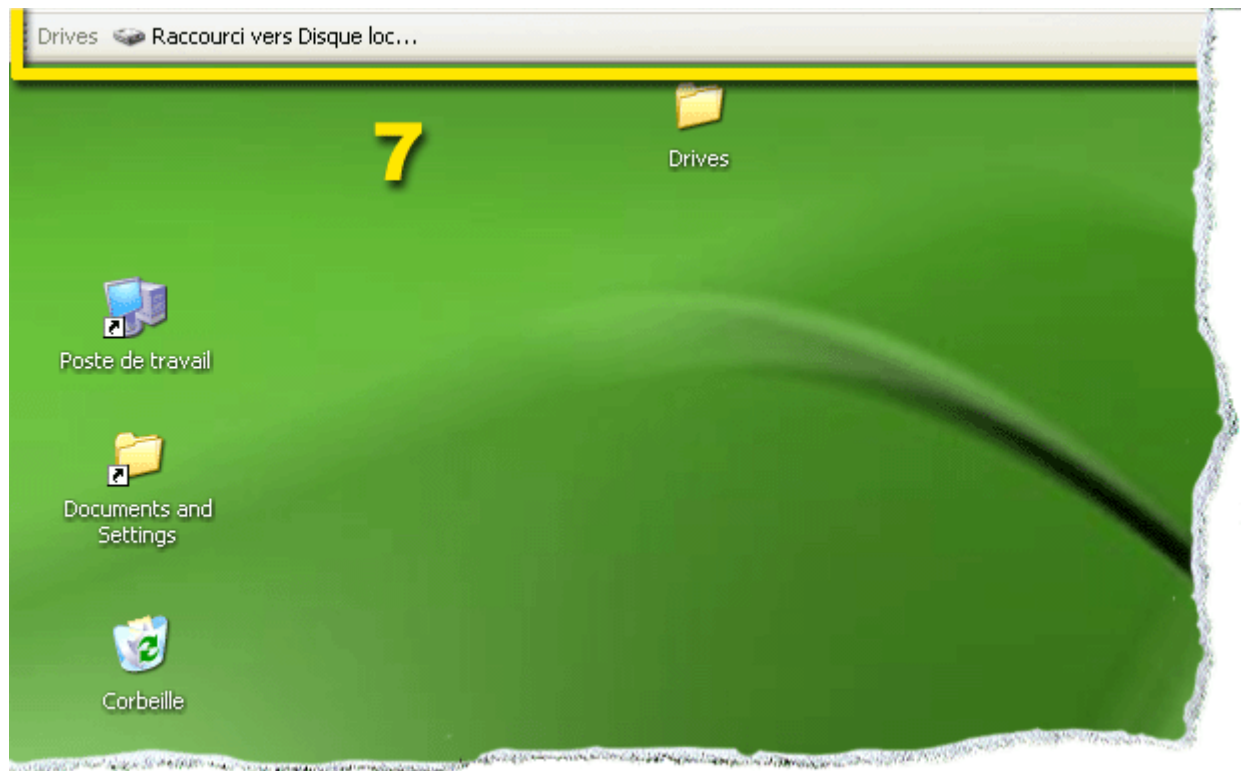 Drives Raccourci vers Disque loc...
7
Drives
Poste de travail
Documents and
Settings
Corbeille